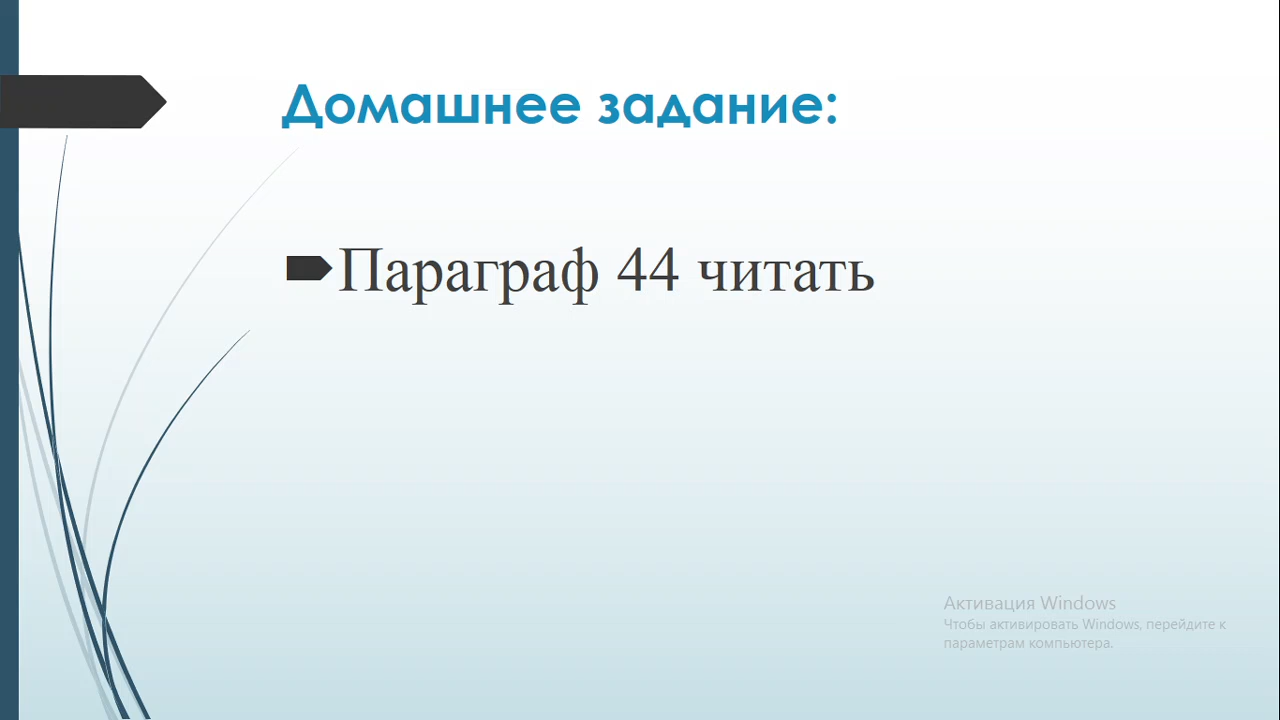 Домашнее задание:
Параграф 44 читать
Активация Windows
Чтобы активировать Windows, перейдите к
параметрам компьютера.